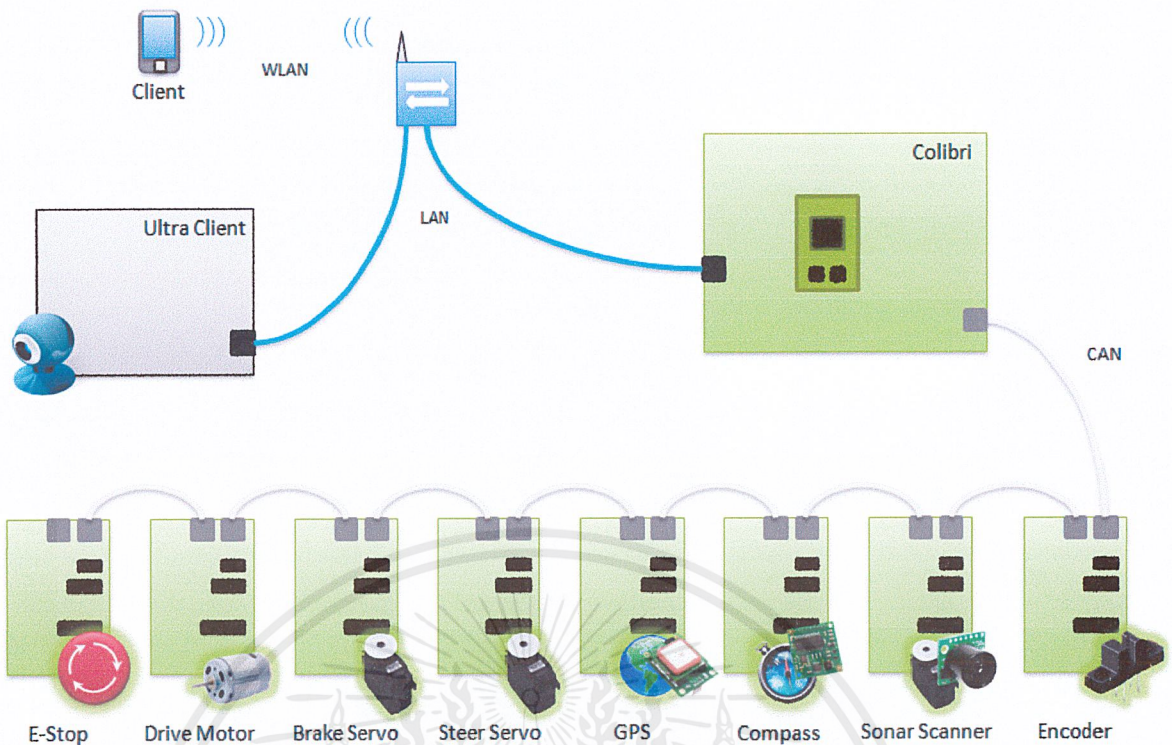 WLAN
Client
Colibri
Ultra Client
LAN
CAN
E-Stop
Drive Motor
Brake Servo
Steer Servo
GPS
Compass
Sonar Scanner
Encoder